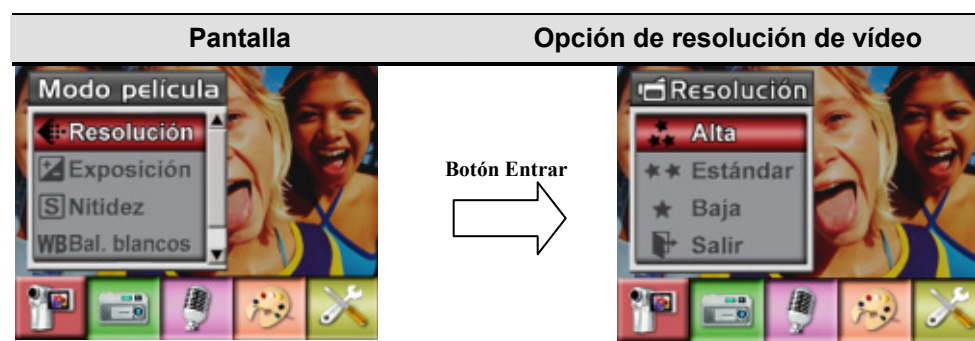 Pantalla
Opción de resolución de vídeo
Modo película
Resolución
Exposición
S Nitidez
WB Bal. blancos
Botón Entrar
Resolución
Alta
Estándar
Baja
Salir